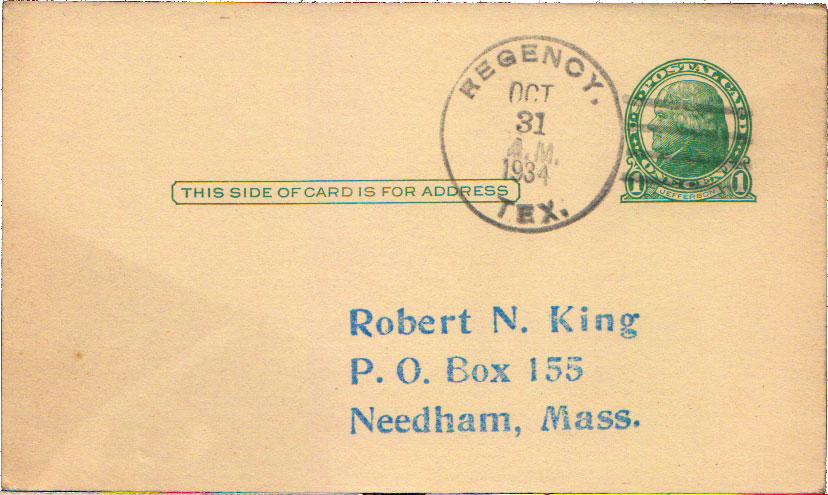 REGENCY,
OCT
31
A.M.
1934
TEX.
U.S. POSTAL CARD
ONE CENT
1 JEFFERSON 1
THIS SIDE OF CARD IS FOR ADDRESS
Robert N. King
P. O. Box 155
Needham, Mass.